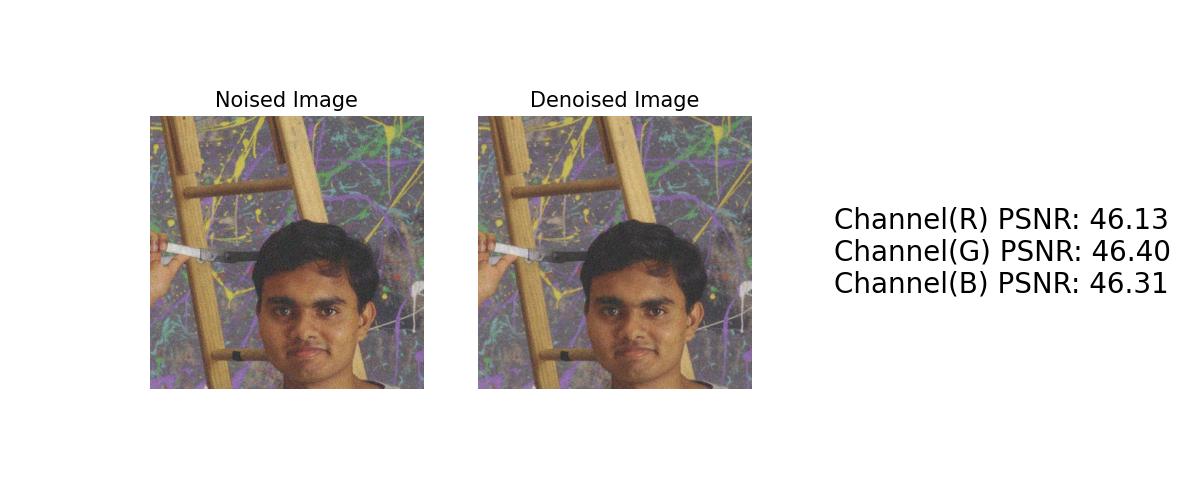 Noised Image
Denoised Image
Channel(R) PSNR: 46.13
Channel(G) PSNR: 46.40
Channel(B) PSNR: 46.31